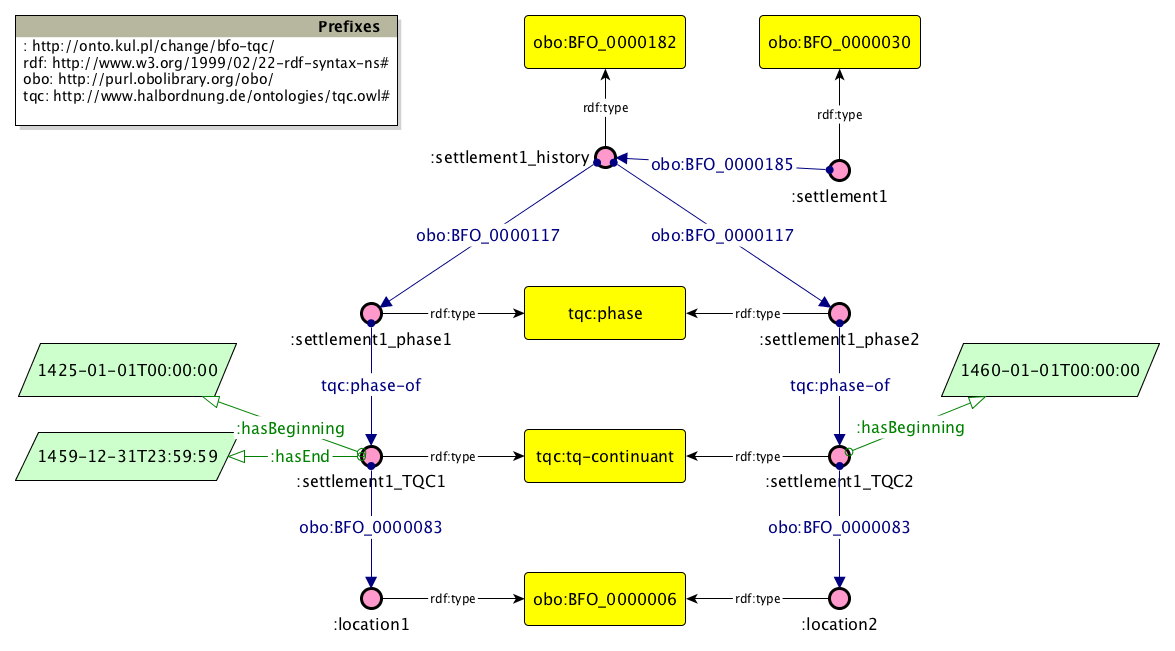 Prefixes
: http://onto.kul.pl/change/bfo-tqc/
rdf: http://www.w3.org/1999/02/22-rdf-syntax-ns#
obo: http://purl.obolibrary.org/obo/
tqc: http://www.halbordnung.de/ontologies/tqc.owl#
obo:BFO_0000182
obo:BFO_0000030
rdf:type
rdf:type
:settlement1_history
obo:BFO_0000185
:settlement1
obo:BFO_0000117
obo:BFO_0000117
rdf:type
tqc:phase
rdf:type
:settlement1_phase1
:settlement1_phase2
1425-01-01T00:00:00
tqc:phase-of
tqc:phase-of
1460-01-01T00:00:00
:hasBeginning
:hasBeginning
1459-12-31T23:59:59
:hasEnd
rdf:type
tqc:tq-continuant
rdf:type
:settlement1_TQC1
:settlement1_TQC2
obo:BFO_0000083
obo:BFO_0000083
rdf:type
obo:BFO_0000006
rdf:type
:location1
:location2